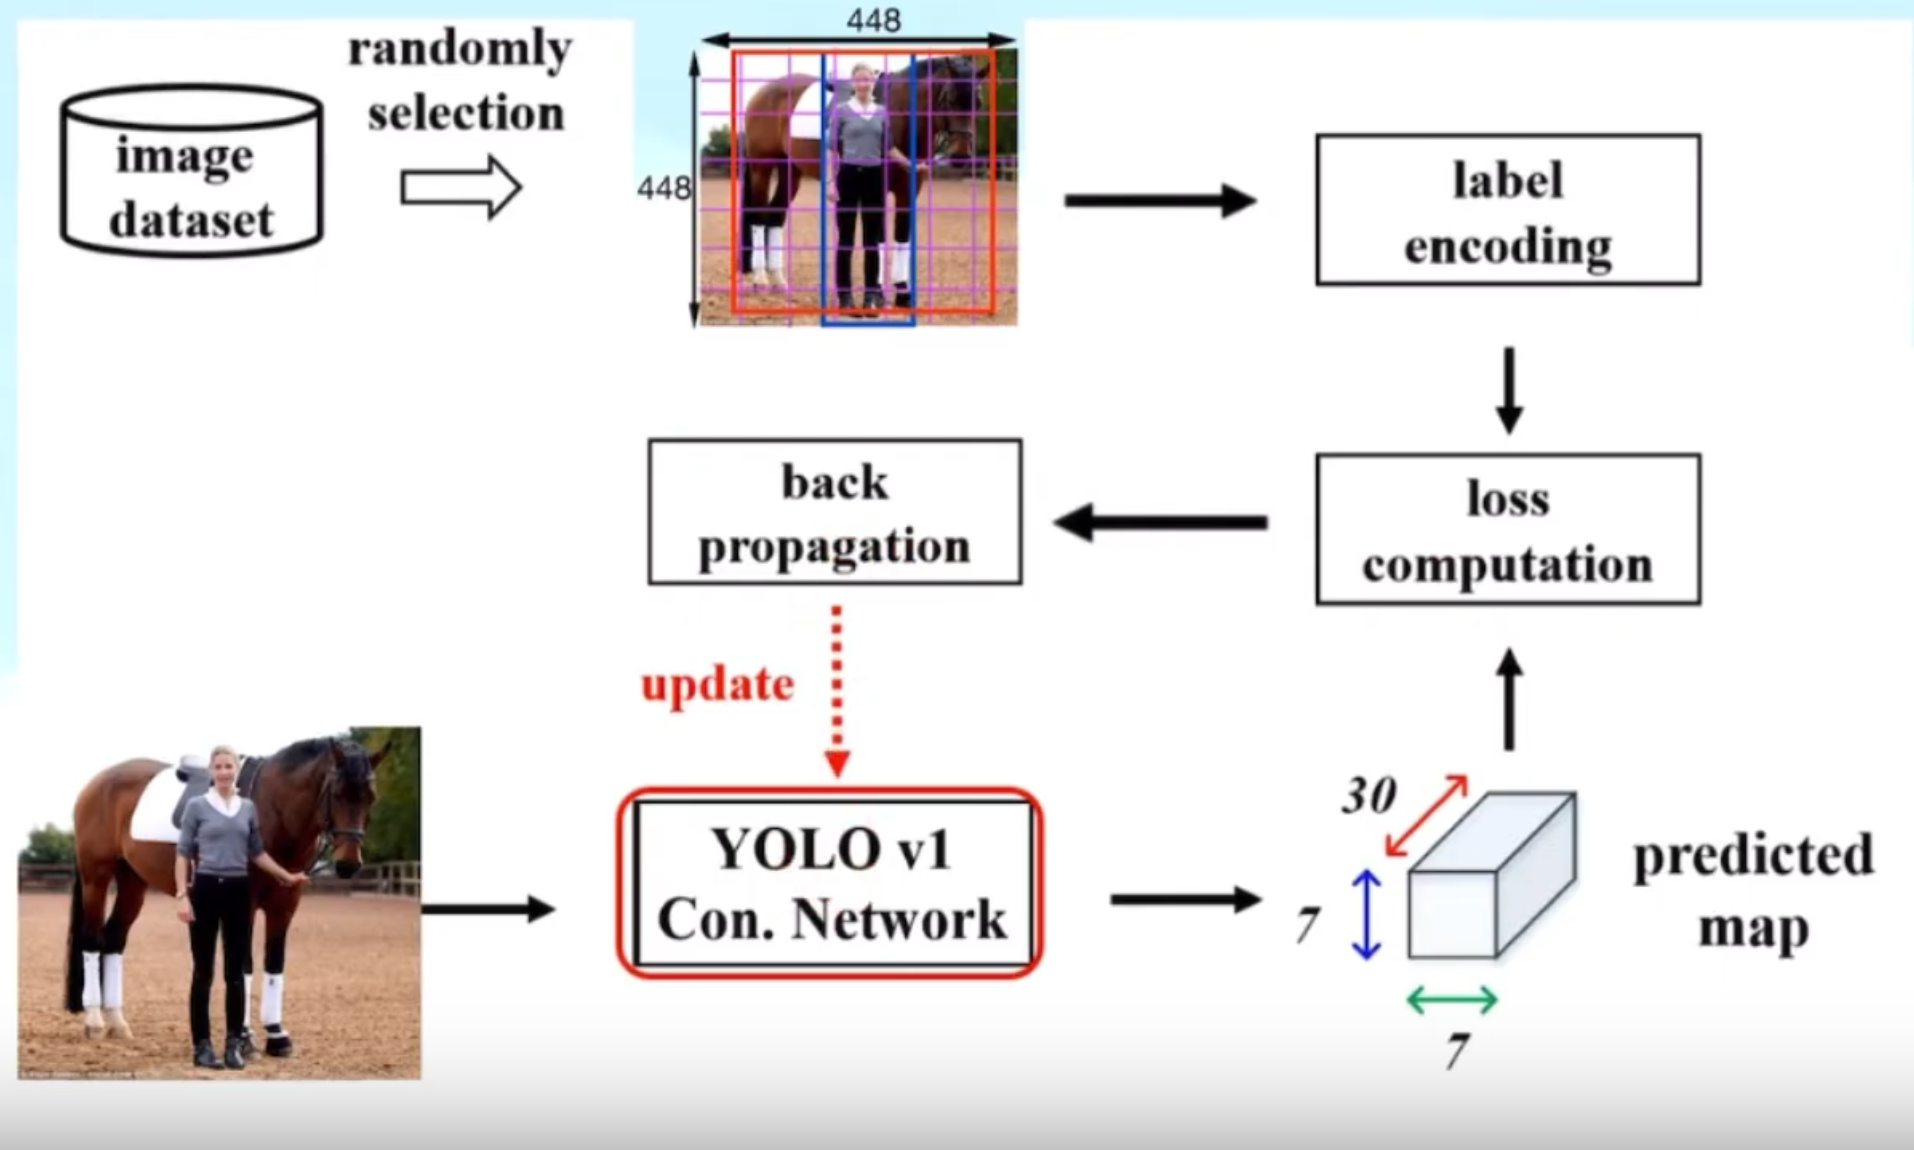 randomly
selection
image
dataset
448
448
label
encoding
back
propagation
loss
computation
update
YOLO v1
Con. Network
30
7
7
predicted
map